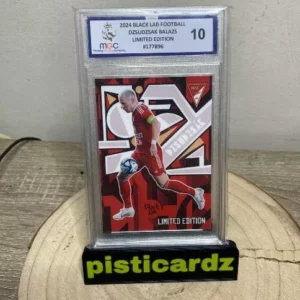 2024 BLACK LAB FOOTBALL
DZSUDZSAK BALAZS
LIMITED EDITION
#177896
10
MGC
LIMITED EDITION
pisticardz